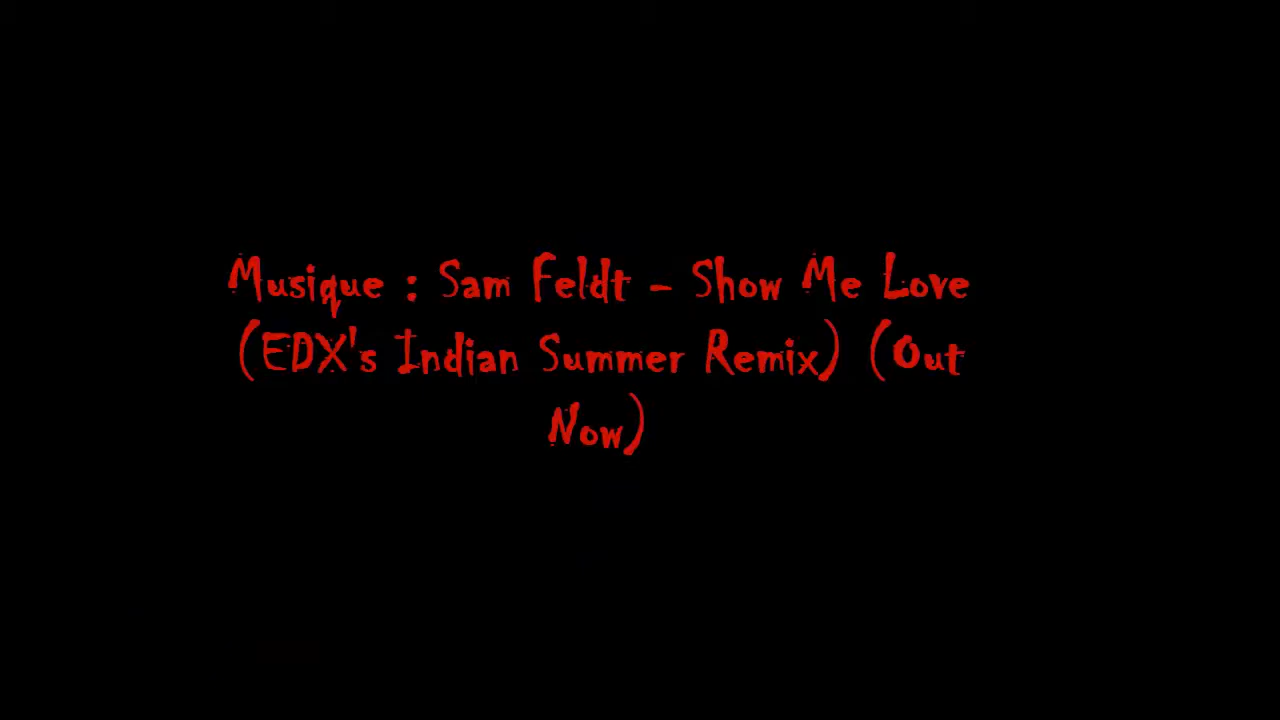 Musique : Sam Feldt - Show Me Love
(EDX's Indian Summer Remix) (Out
Now)